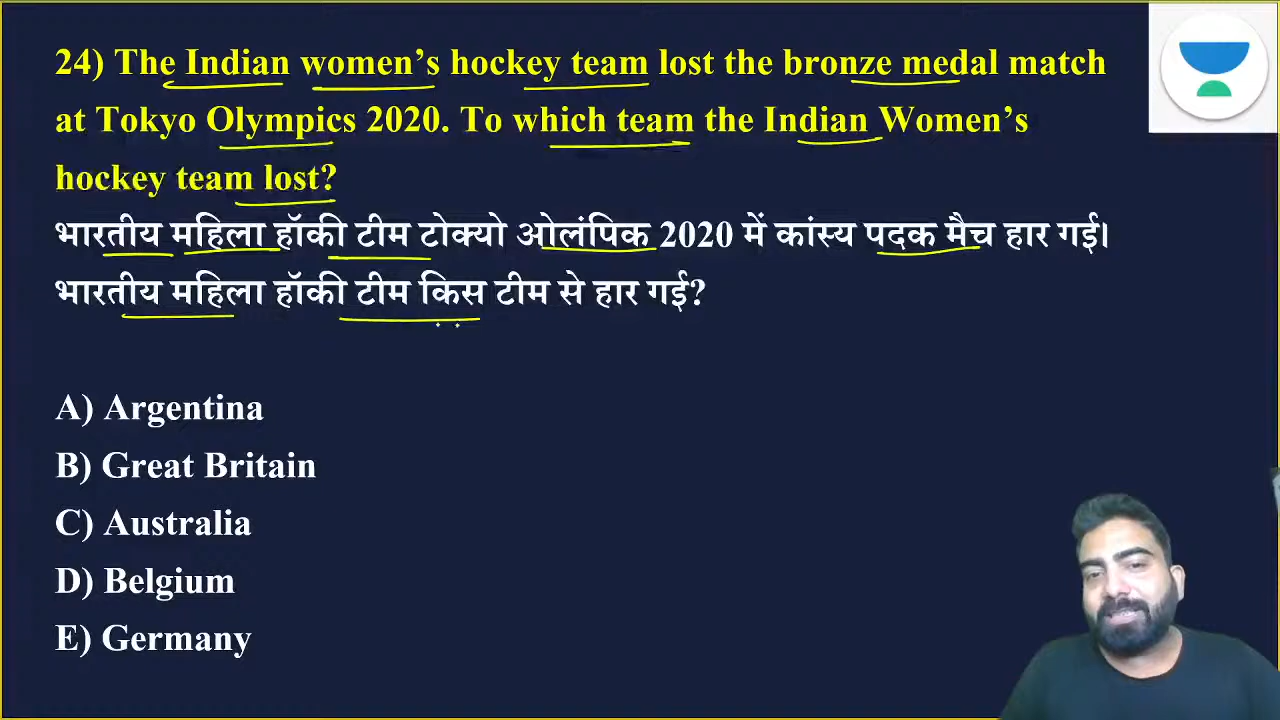 24) The Indian women’s hockey team lost the bronze medal match
at Tokyo Olympics 2020. To which team the Indian Women’s
hockey team lost?
भारतीय महिला हॉकी टीम टोक्यो ओलंपिक 2020 में कांस्य पदक मैच हार गई।
भारतीय महिला हॉकी टीम किस टीम से हार गई?
A) Argentina
B) Great Britain
C) Australia
D) Belgium
E) Germany